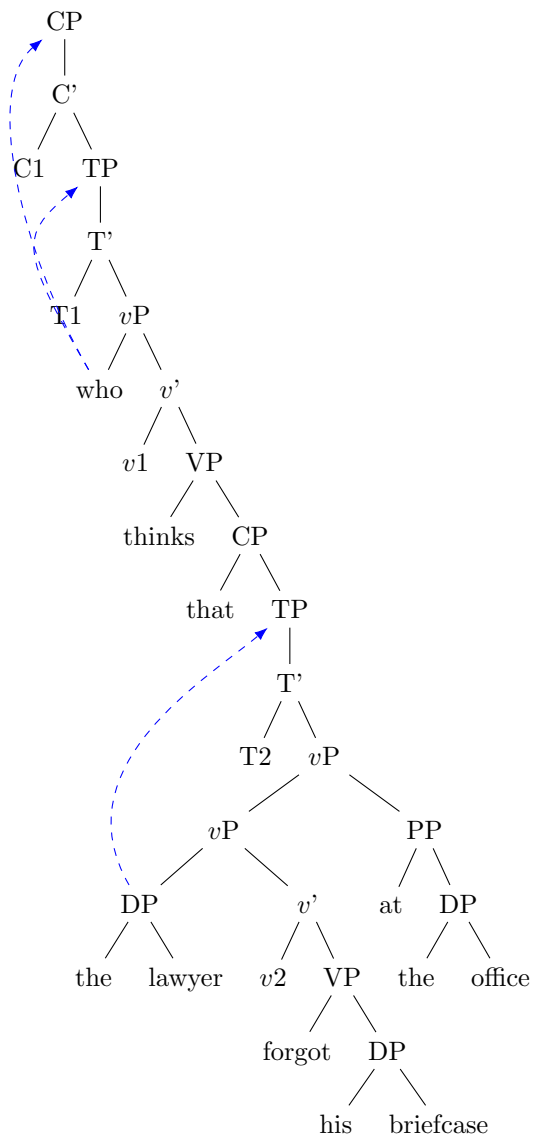 CP
C'
C1 TP
T'
T1 vP
who v'
v1 VP
thinks CP
that TP
T'
T2 vP
vP PP
DP v' at DP
the lawyer v2 VP the office
forgot DP
his briefcase